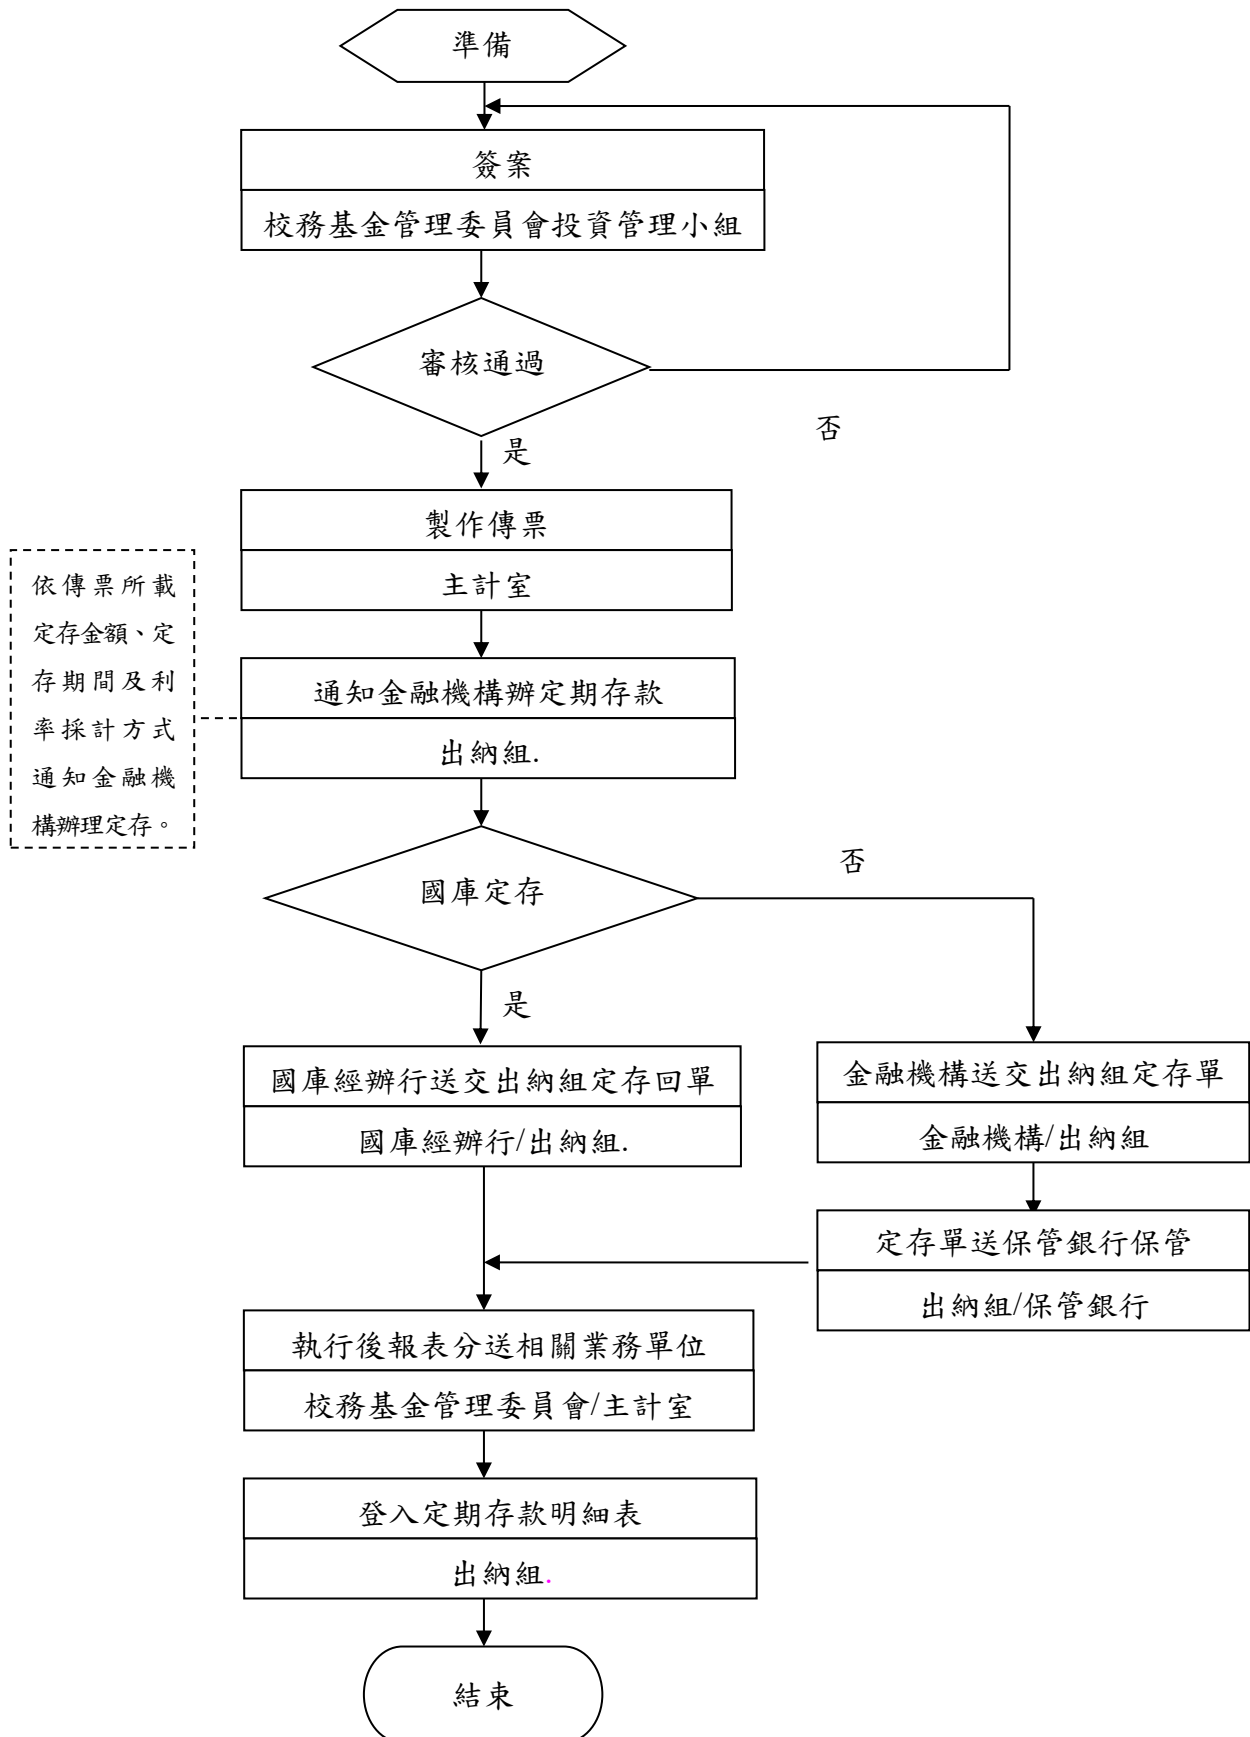 準備
簽案
校務基金管理委員會投資管理小組
審核通過
否
是
製作傳票
主計室
依傳票所載
定存金額、定
存期間及利
率採計方式
通知金融機
構辦理定存。
通知金融機構辦定期存款
出納組.
國庫定存
否
是
國庫經辦行送交出納組定存回單
國庫經辦行/出納組.
金融機構送交出納組定存單
金融機構/出納組
定存單送保管銀行保管
出納組/保管銀行
執行後報表分送相關業務單位
校務基金管理委員會/主計室
登入定期存款明細表
出納組.
結束